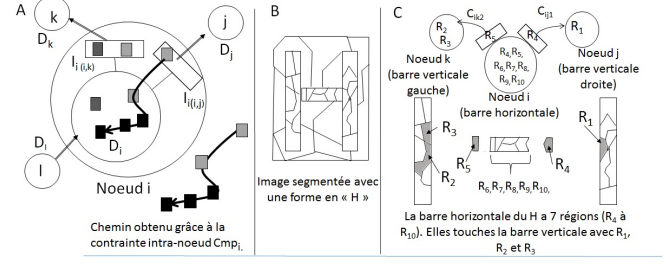 A
k
D_k
j
D_j
I_i (i,k)
I_i(i,j)
D_i
D_l
l
Noeud i
Chemin obtenu grâce à la
contrainte intra-noeud Cmp_i.
B
Image segmentée avec
une forme en « H »
C
C_ik2
C_ij1
R_2
R_3
R_5
R_4
R_1
R_4,R_5,
R_6,R_7,R_8,
R_9,R_10
Noeud k
(barre verticale
gauche)
Noeud i
(barre horizontale)
Noeud j
(barre verticale
droite)
R_3
R_2
R_5
R_4
R_1
R_6,R_7,R_8,R_9,R_10,
La barre horizontale du H a 7 régions (R_4 à
R_10). Elles touches la barre verticale avec R_1,
R_2 et R_3